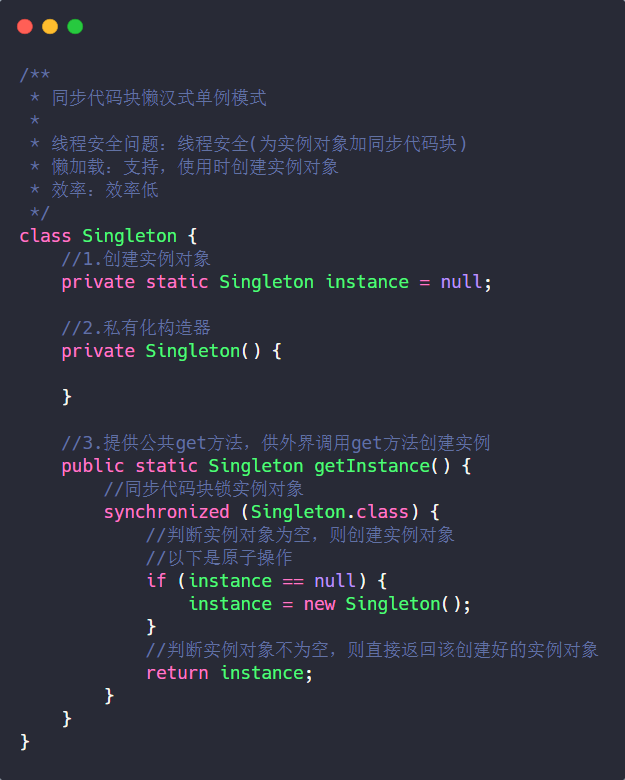 /**
 * 同步代码块懒汉式单例模式
 *
 * 线程安全问题：线程安全(为实例对象加同步代码块)
 * 懒加载：支持，使用时创建实例对象
 * 效率：效率低
 */
class Singleton {
    //1.创建实例对象
    private static Singleton instance = null;

    //2.私有化构造器
    private Singleton() {

    }

    //3.提供公共get方法，供外界调用get方法创建实例
    public static Singleton getInstance() {
        //同步代码块锁实例对象
        synchronized (Singleton.class) {
            //判断实例对象为空，则创建实例对象
            //以下是原子操作
            if (instance == null) {
                instance = new Singleton();
            }
            //判断实例对象不为空，则直接返回该创建好的实例对象
            return instance;
        }
    }
}